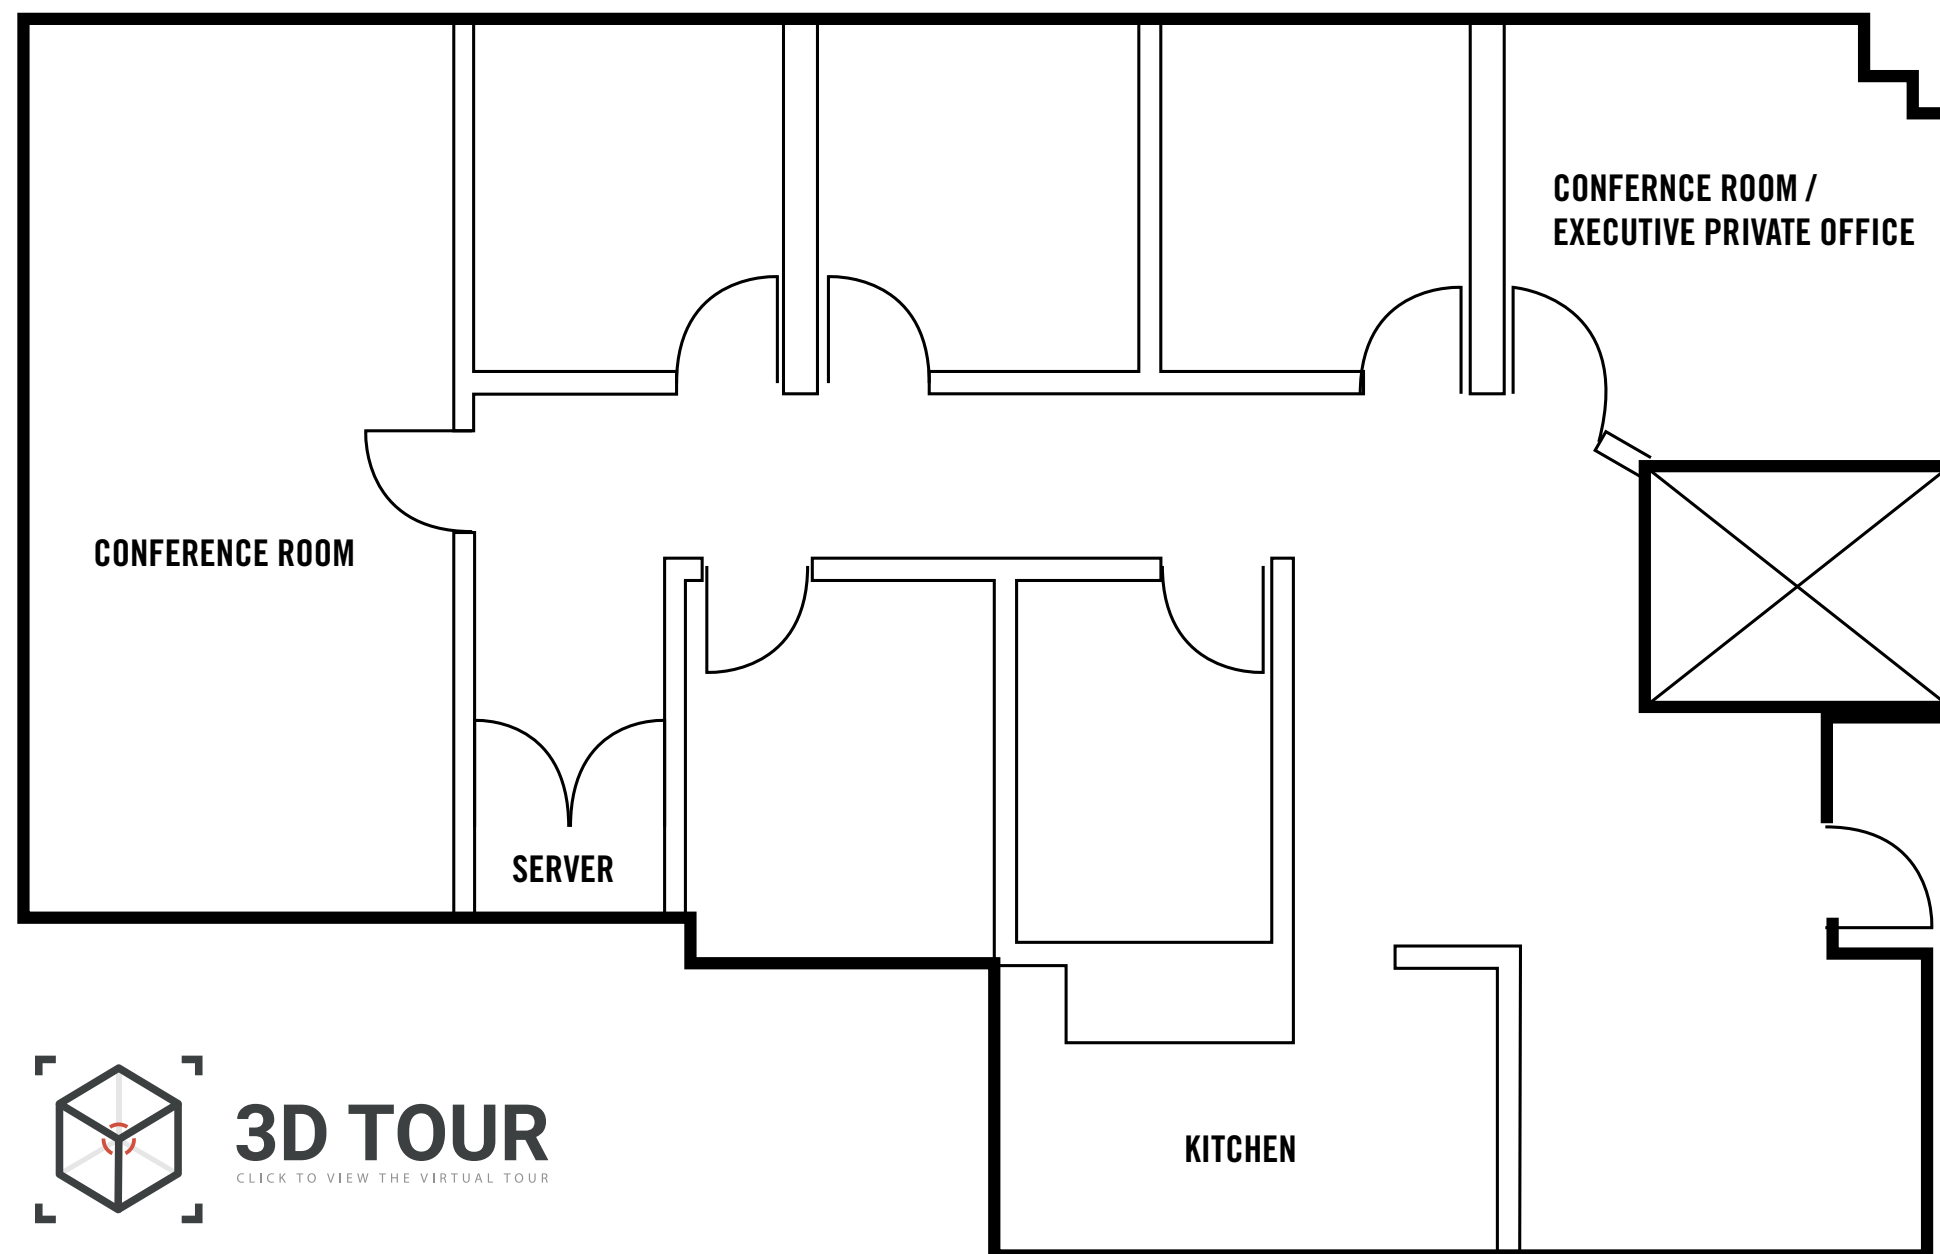 CONFERNCE ROOM /
EXECUTIVE PRIVATE OFFICE
CONFERENCE ROOM
SERVER
KITCHEN
3D TOUR
CLICK TO VIEW THE VIRTUAL TOUR